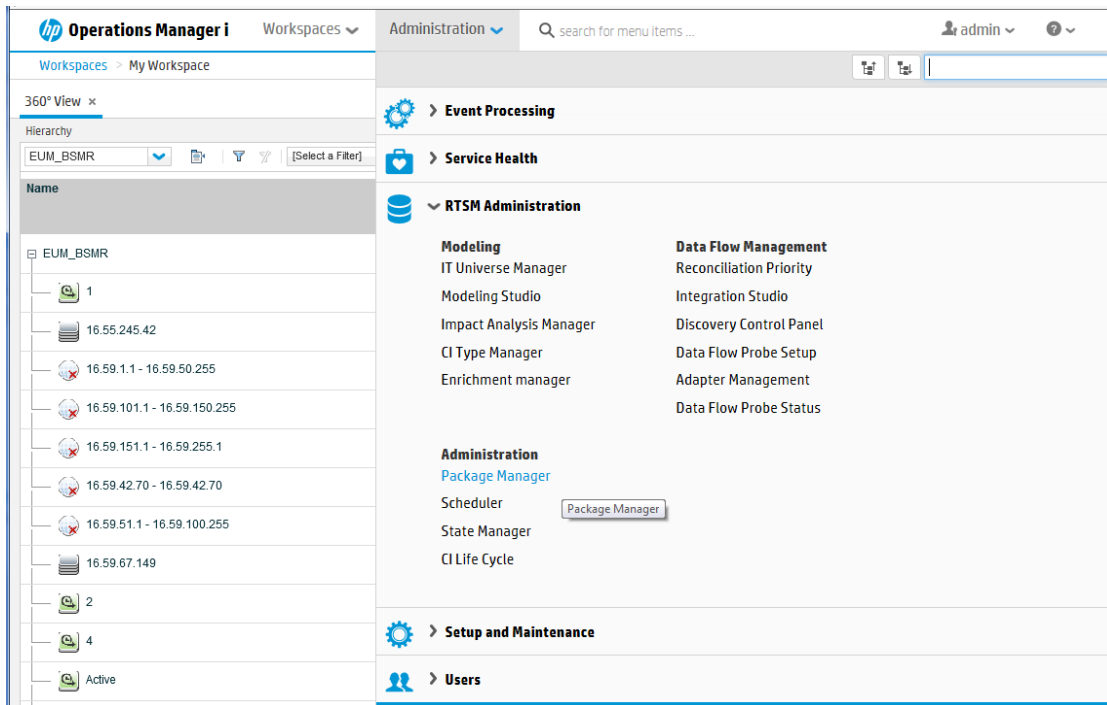 hp Operations Manager i Workspaces Administration search for menu items ... admin ?
Workspaces > My Workspace
360° View ×
Hierarchy
EUM_BSMR [Select a Filter]
Name
EUM_BSMR
1
16.55.245.42
16.59.1.1 - 16.59.50.255
16.59.101.1 - 16.59.150.255
16.59.151.1 - 16.59.255.1
16.59.42.70 - 16.59.42.70
16.59.51.1 - 16.59.100.255
16.59.67.149
2
4
Active
Event Processing
Service Health
RTSM Administration
Modeling
IT Universe Manager
Modeling Studio
Impact Analysis Manager
CI Type Manager
Enrichment manager
Data Flow Management
Reconciliation Priority
Integration Studio
Discovery Control Panel
Data Flow Probe Setup
Adapter Management
Data Flow Probe Status
Administration
Package Manager
Scheduler
Package Manager
State Manager
CI Life Cycle
Setup and Maintenance
Users